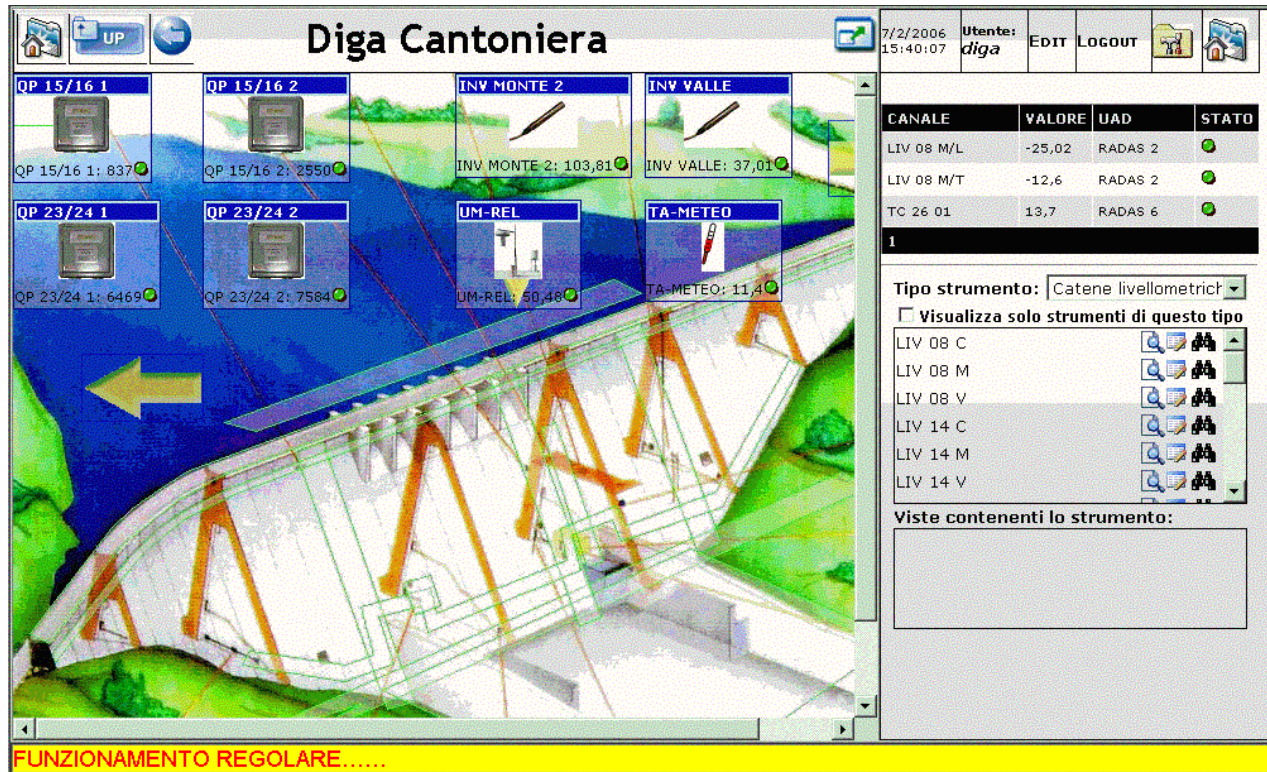 UP
Diga Cantoniera
7/2/2006
15:40:07
Utente:
diga
EDIT
LOGOUT
QP 15/16 1
QP 15/16 1: 837
QP 15/16 2
QP 15/16 2: 2550
INV MONTE 2
INV MONTE 2: 103,81
INV VALLE
INV VALLE: 37,01
QP 23/24 1
QP 23/24 1: 6469
QP 23/24 2
QP 23/24 2: 7584
UM-REL
UM-REL: 50,48
TA-METEO
TA-METEO: 11,4
CANALE VALORE UAD STATO
LIV 08 M/L -25,02 RADAS 2
LIV 08 M/T -12,6 RADAS 2
TC 26 01 13,7 RADAS 6
1
Tipo strumento: Catene livellometrich
Visualizza solo strumenti di questo tipo
LIV 08 C
LIV 08 M
LIV 08 V
LIV 14 C
LIV 14 M
LIV 14 V
Viste contenenti lo strumento:
FUNZIONAMENTO REGOLARE......